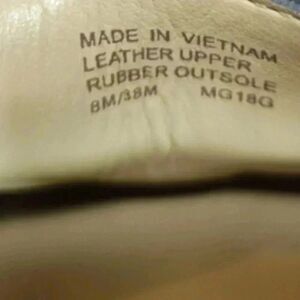 MADE IN VIETNAM
LEATHER UPPER
RUBBER OUTSOLE
8M/38M MG18G